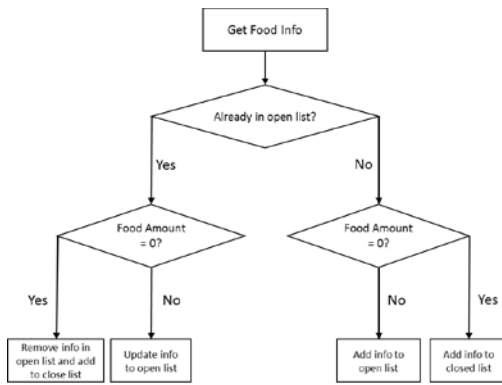 Get Food Info
Already in open list?
Yes
No
Food Amount
= 0?
Food Amount
= 0?
Yes
No
No
Yes
Remove info in
open list and add
to close list
Update info
to open list
Add info to
open list
Add info to
closed list